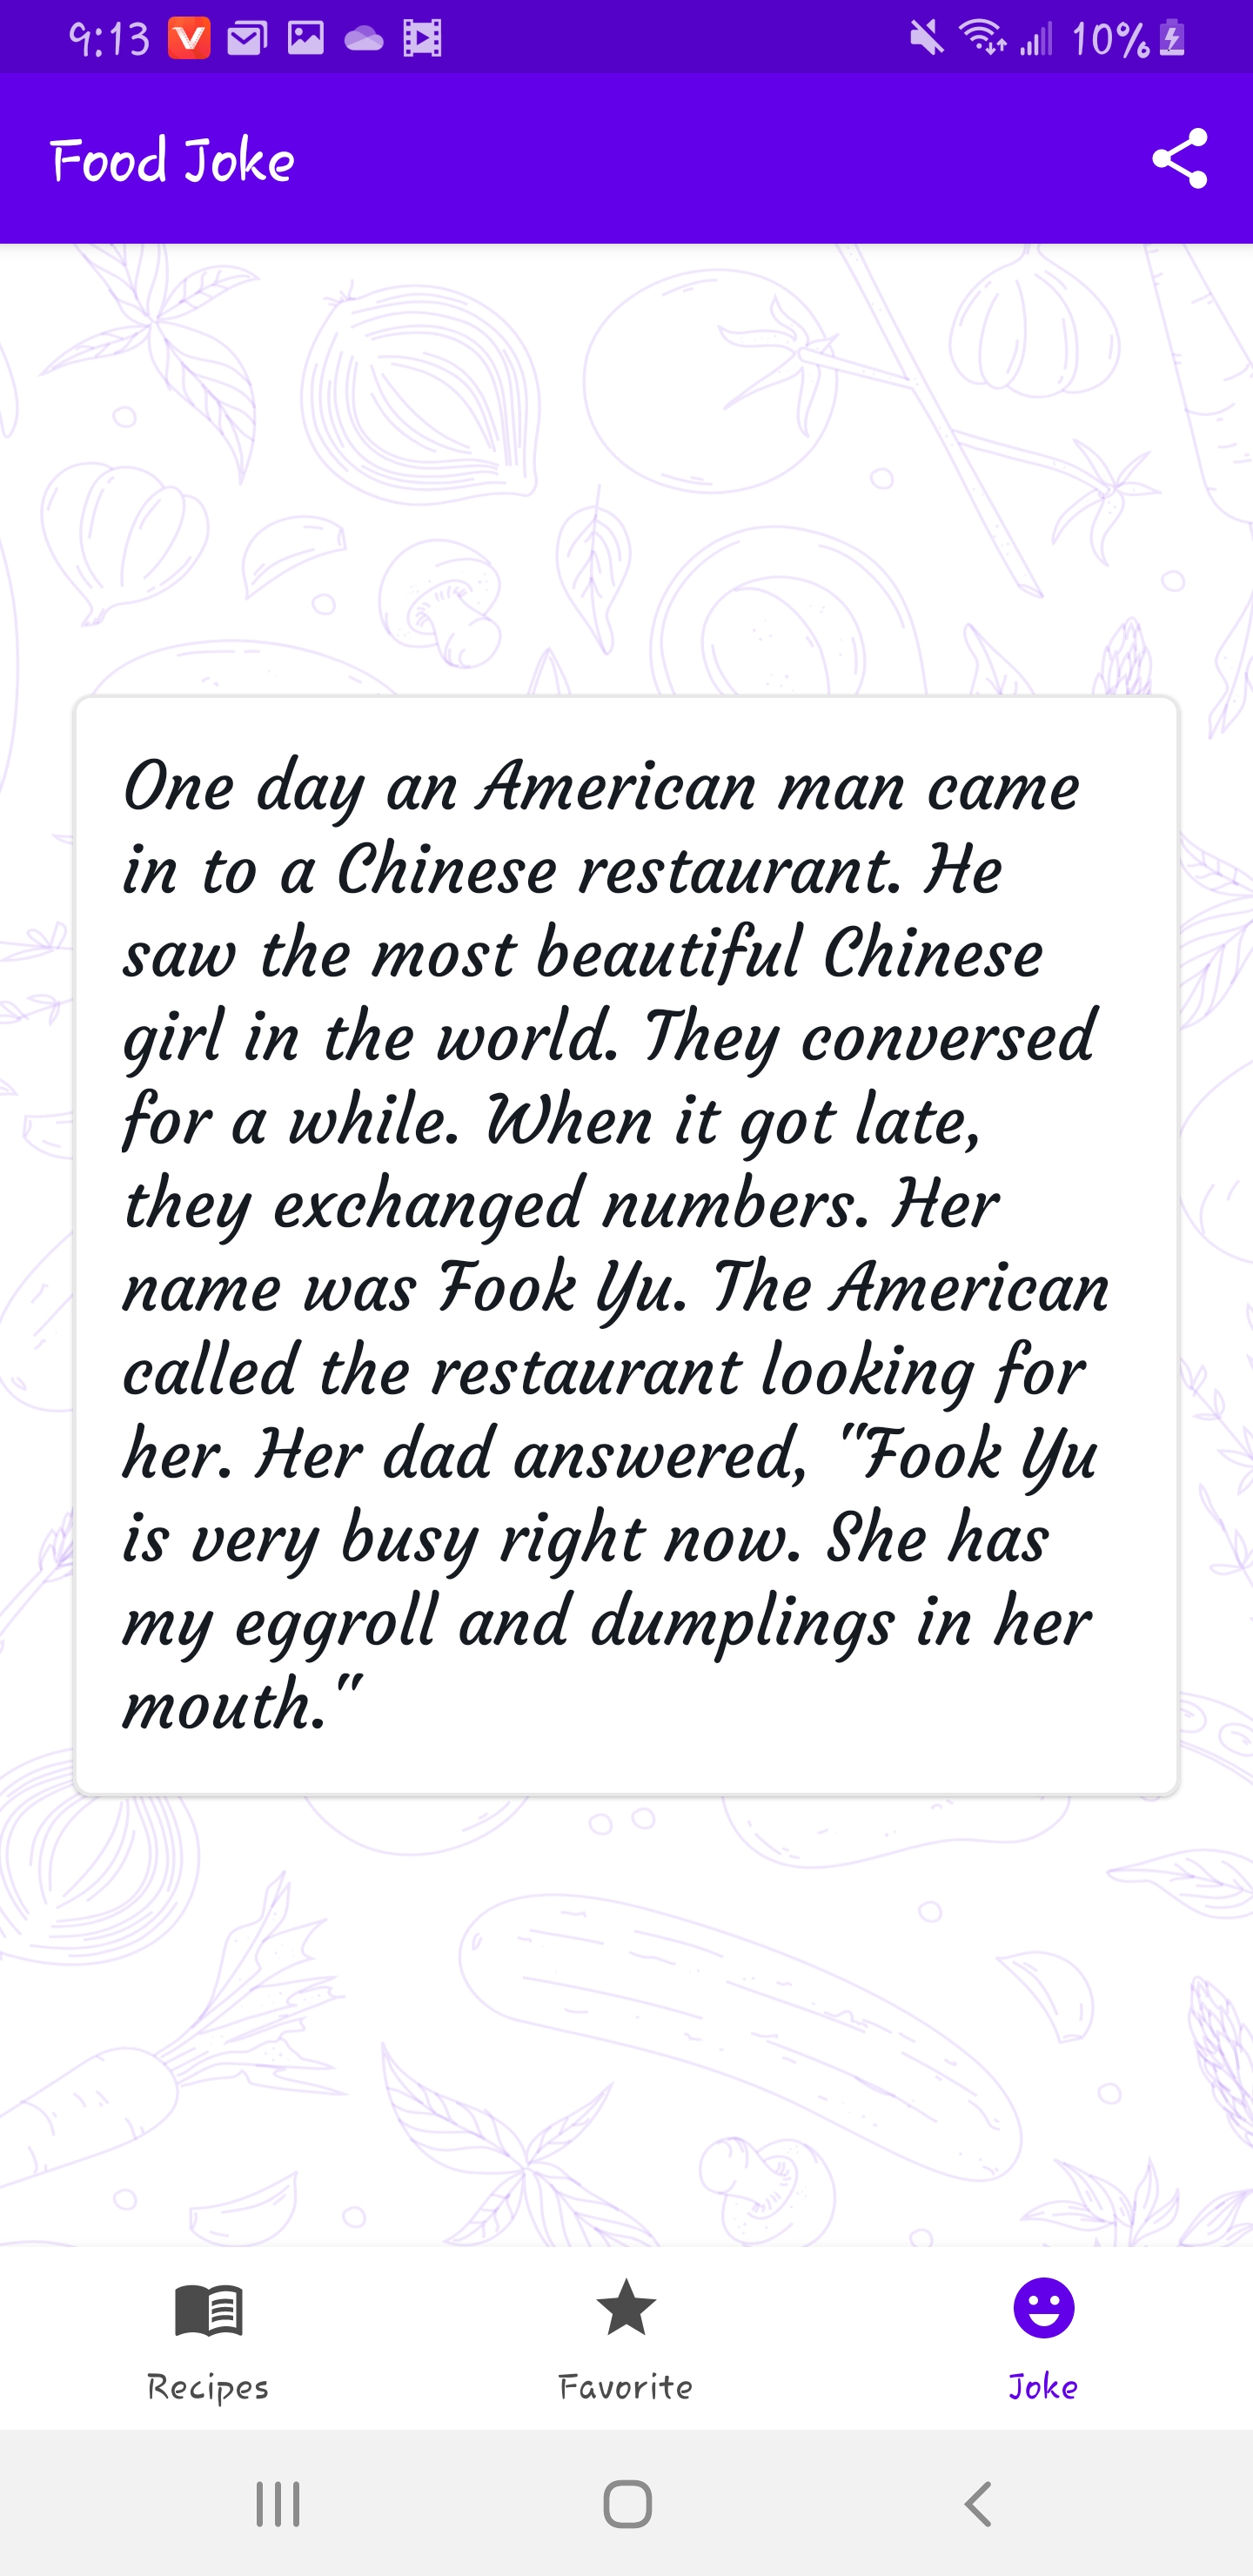 9:13
10%
Food Joke
One day an American man came
in to a Chinese restaurant. He
saw the most beautiful Chinese
girl in the world. They conversed
for a while. When it got late,
they exchanged numbers. Her
name was Fook Yu. The American
called the restaurant looking for
her. Her dad answered, "Fook Yu
is very busy right now. She has
my eggroll and dumplings in her
mouth."
Recipes
Favorite
Joke